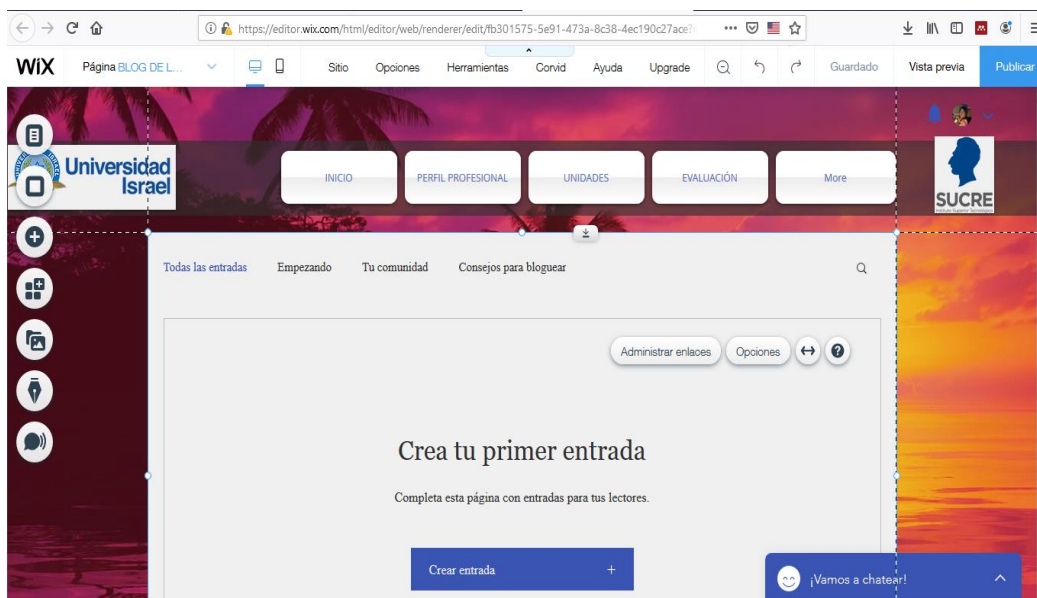 https://editor.wix.com/html/editor/web/renderer/edit/fb301575-5e91-473a-8c38-4ec190c27ace?
WiX Página BLOG DE L... Sitio Opciones Herramientas Corvid Ayuda Upgrade Guardado Vista previa Publicar
Universidad
Israel
INICIO PERFIL PROFESIONAL UNIDADES EVALUACIÓN More
SUCRE
Todas las entradas Empezando Tu comunidad Consejos para bloguear
Administrar enlaces Opciones
Crea tu primer entrada
Completa esta página con entradas para tus lectores.
Crear entrada +
¡Vamos a chatear!